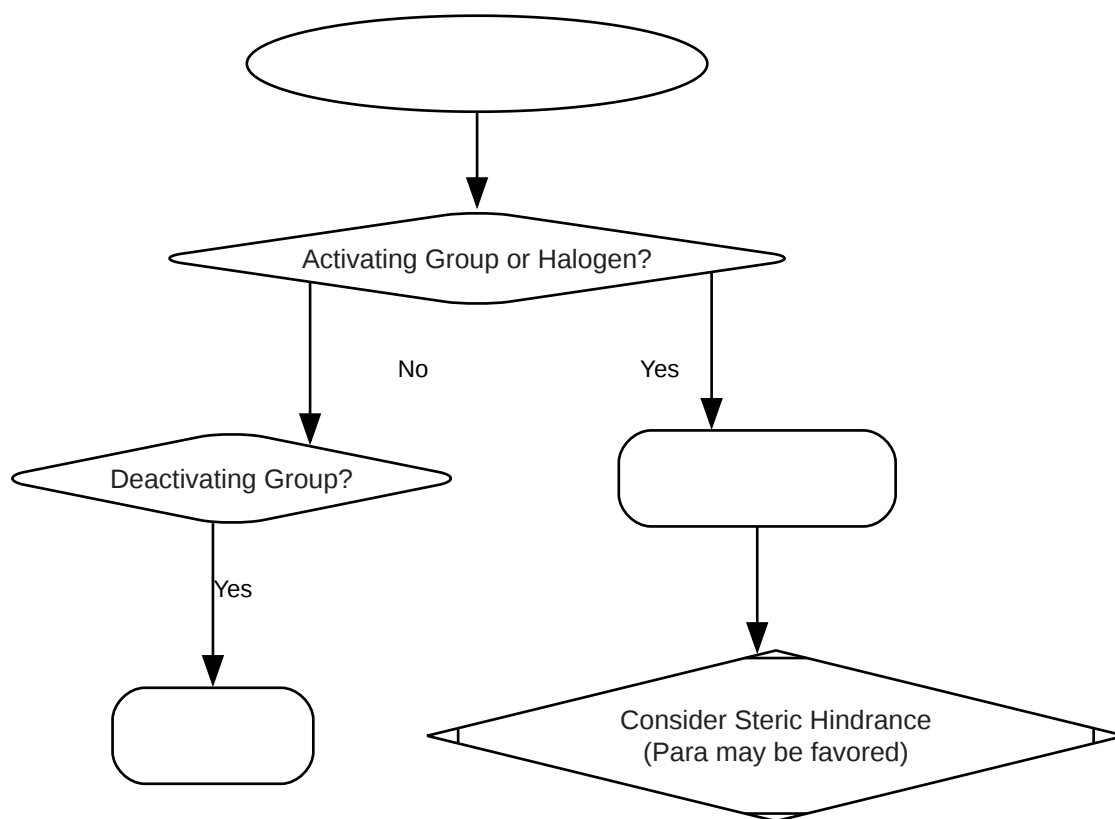 Activating Group or Halogen?
No
Yes
Deactivating Group?
Yes
Consider Steric Hindrance
(Para may be favored)